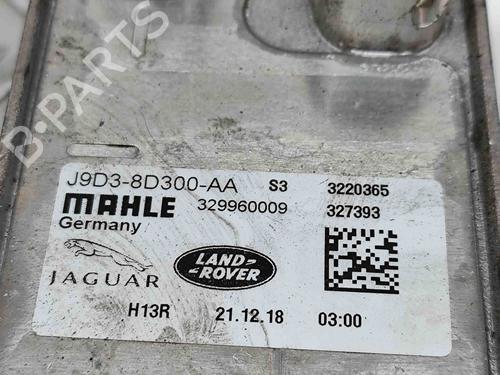 B-PARTS
J9D3-8D300-AA S3 3220365
MAHLE 329960009 327393
Germany
JAGUAR LAND-ROVER
H13R 21.12.18 03:00